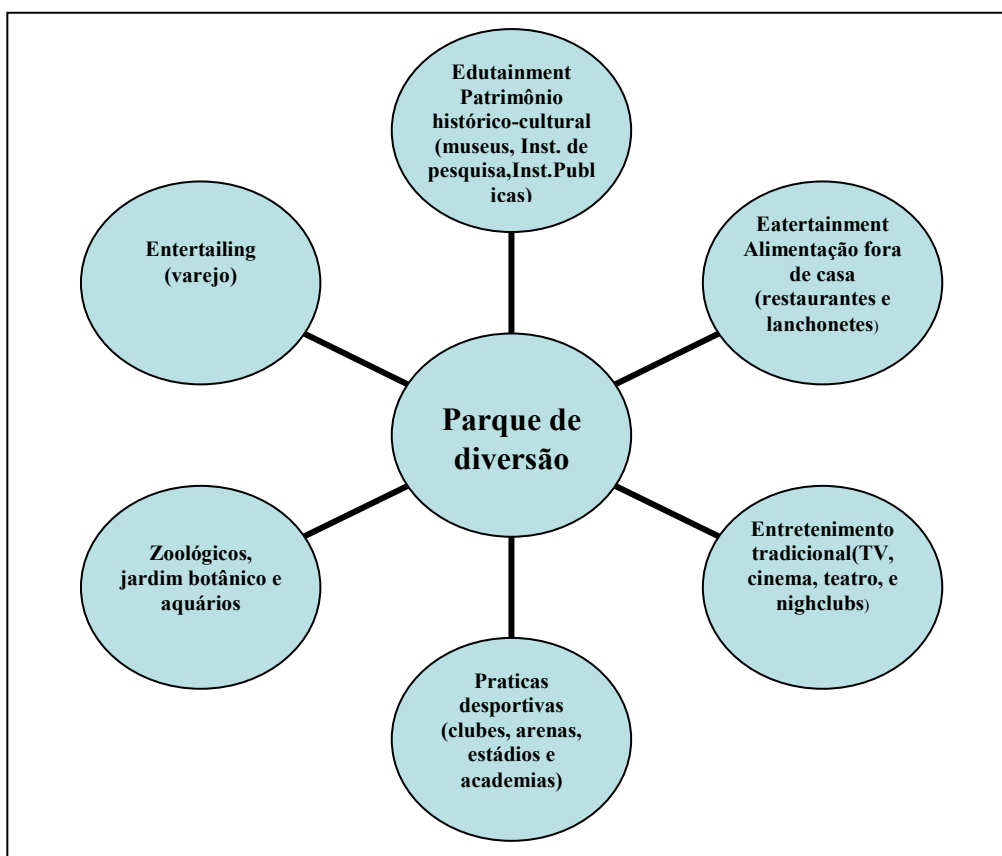 Edutainment
Patrimônio
histórico-cultural
(museus, Inst. de
pesquisa,Inst.Publ
icas)
Entertailing
(varejo)
Eatertainment
Alimentação fora
de casa
(restaurantes e
lanchonetes)
Parque de
diversão
Zoológicos,
jardim botânico e
aquários
Entretenimento
tradicional(TV,
cinema, teatro, e
nighclubs)
Praticas
desportivas
(clubes, arenas,
estádios e
academias)